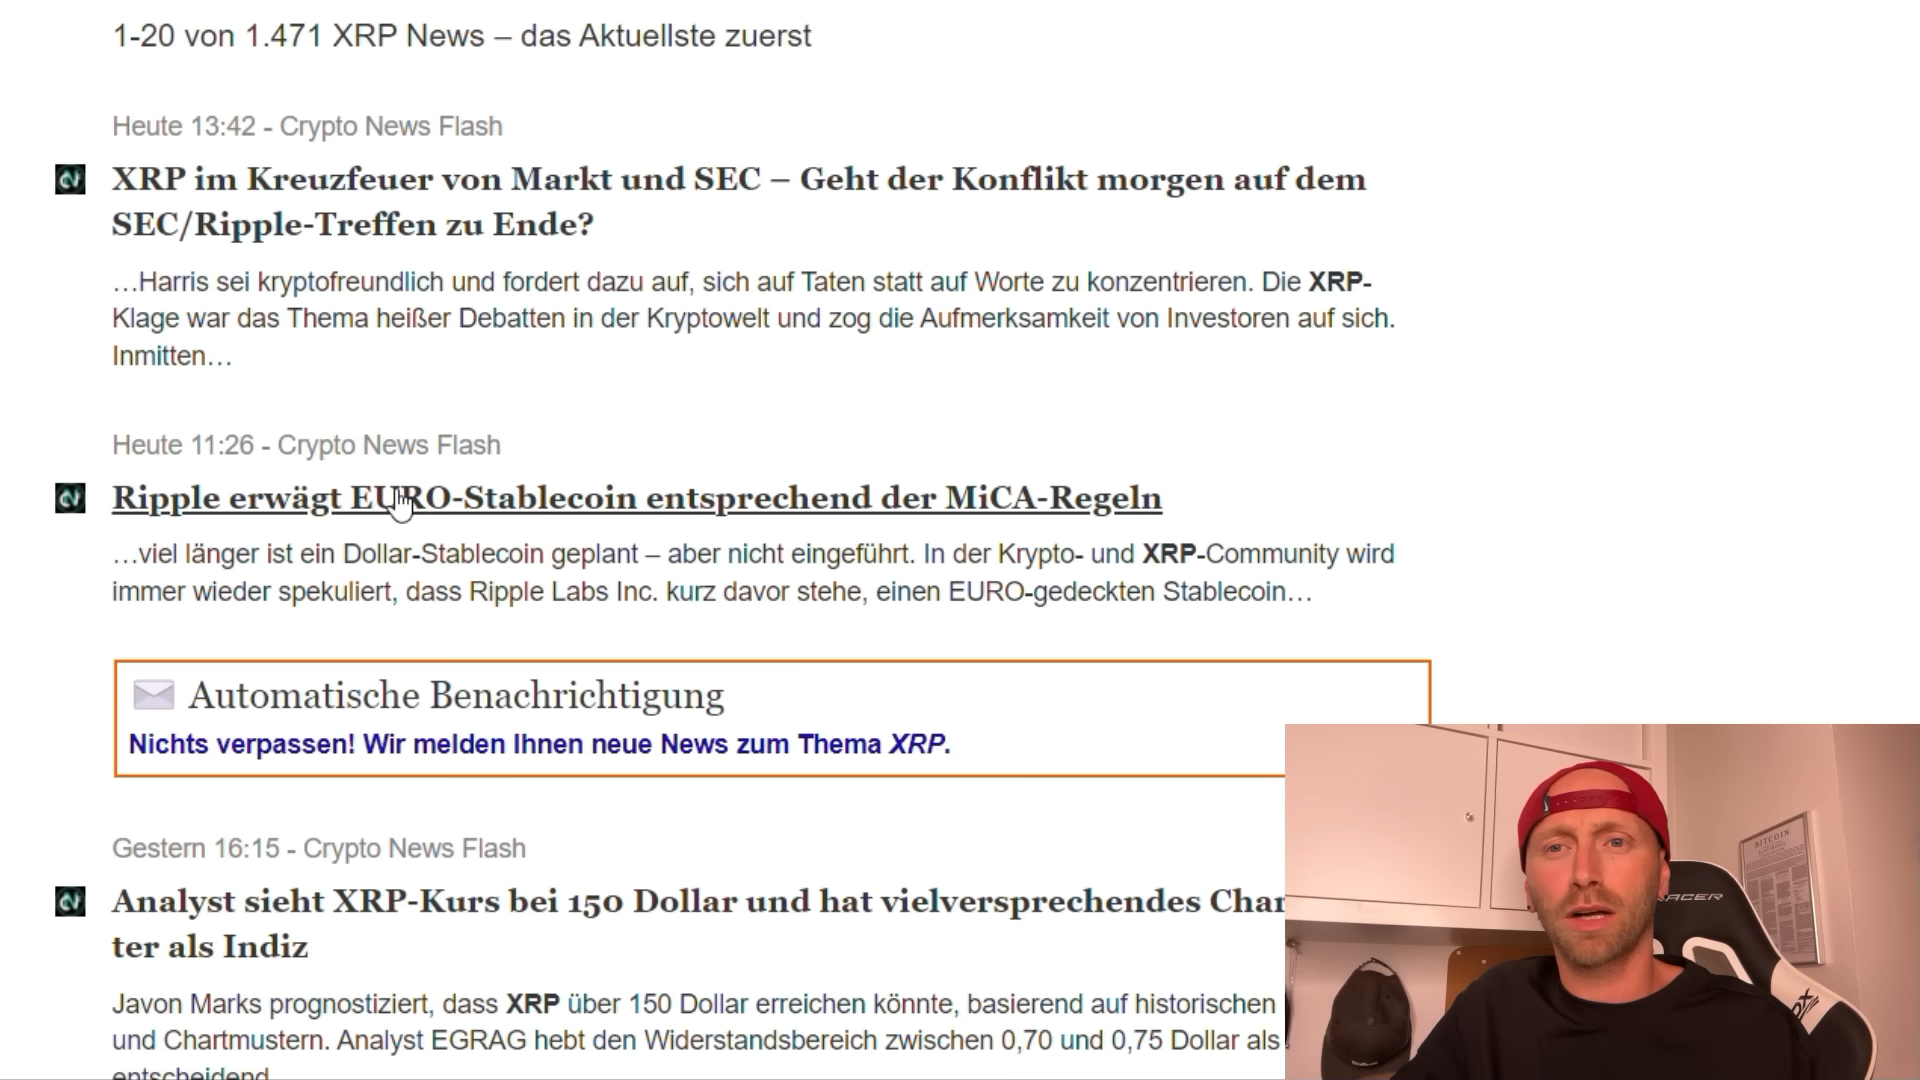 1-20 von 1.471 XRP News – das Aktuellste zuerst
Heute 13:42 - Crypto News Flash
XRP im Kreuzfeuer von Markt und SEC – Geht der Konflikt morgen auf dem
SEC/Ripple-Treffen zu Ende?
…Harris sei kryptofreundlich und fordert dazu auf, sich auf Taten statt auf Worte zu konzentrieren. Die XRP-
Klage war das Thema heißer Debatten in der Kryptowelt und zog die Aufmerksamkeit von Investoren auf sich.
Inmitten…
Heute 11:26 - Crypto News Flash
Ripple erwägt EURO-Stablecoin entsprechend der MiCA-Regeln
…viel länger ist ein Dollar-Stablecoin geplant – aber nicht eingeführt. In der Krypto- und XRP-Community wird
immer wieder spekuliert, dass Ripple Labs Inc. kurz davor stehe, einen EURO-gedeckten Stablecoin…
Automatische Benachrichtigung
Nichts verpassen! Wir melden Ihnen neue News zum Thema XRP.
Gestern 16:15 - Crypto News Flash
Analyst sieht XRP-Kurs bei 150 Dollar und hat vielversprechendes Char
ter als Indiz
Javon Marks prognostiziert, dass XRP über 150 Dollar erreichen könnte, basierend auf historischen
und Chartmustern. Analyst EGRAG hebt den Widerstandsbereich zwischen 0,70 und 0,75 Dollar als
entscheidend
BITCOIN
ACER